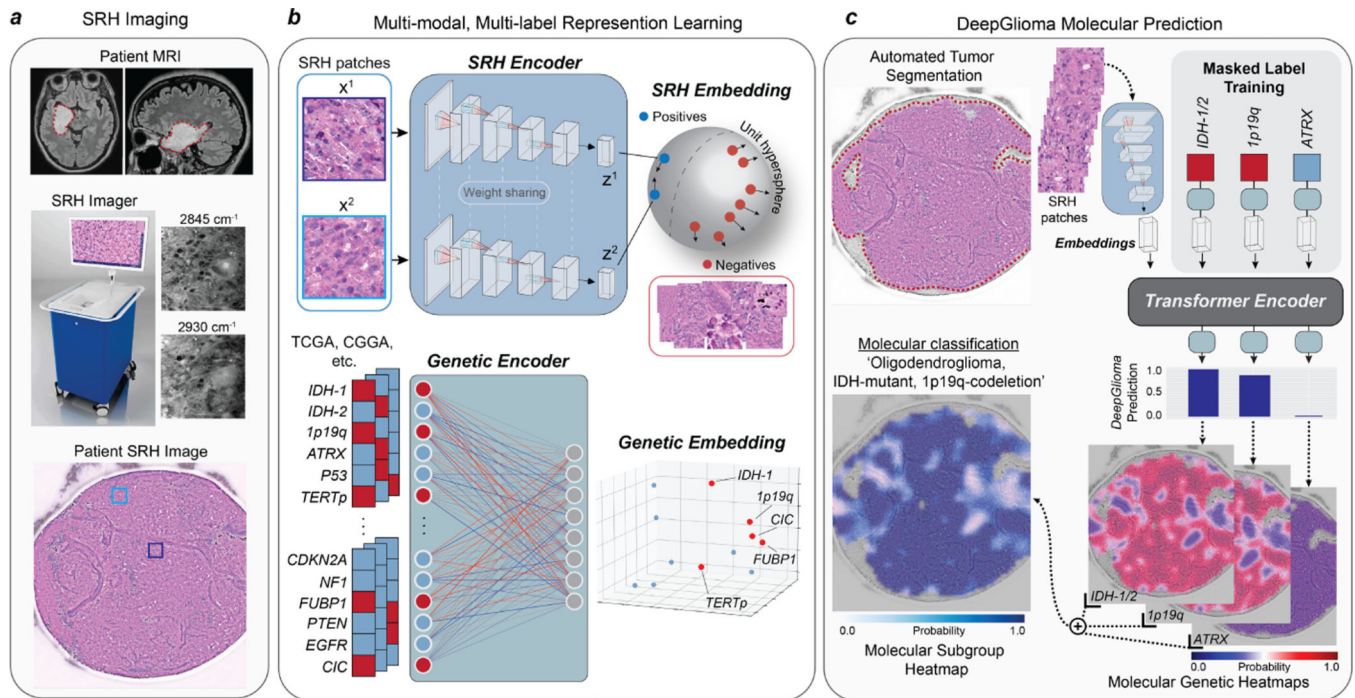 a
SRH Imaging
Patient MRI
SRH Imager
2845 cm⁻¹
2930 cm⁻¹
Patient SRH Image
b
Multi-modal, Multi-label Represention Learning
SRH patches
x¹
x²
SRH Encoder
Weight sharing
z¹
z²
SRH Embedding
Positives
Unit hypersphere
Negatives
TCGA, CGGA,
etc.
IDH-1
IDH-2
1p19q
ATRX
P53
TERTp
CDKN2A
NF1
FUBP1
PTEN
EGFR
CIC
Genetic Encoder
Genetic Embedding
IDH-1
1p19q
CIC
FUBP1
TERTp
c
DeepGlioma Molecular Prediction
Automated Tumor
Segmentation
SRH
patches
Embeddings
Masked Label
Training
IDH-1/2
1p19q
ATRX
Transformer Encoder
DeepGlioma
Prediction
1.0
0.5
0.0
Molecular classification
‘Oligodendroglioma,
IDH-mutant, 1p19q-codeletion’
0.0 Probability 1.0
Molecular Subgroup
Heatmap
IDH-1/2
1p19q
ATRX
0.0 Probability 1.0
Molecular Genetic Heatmaps